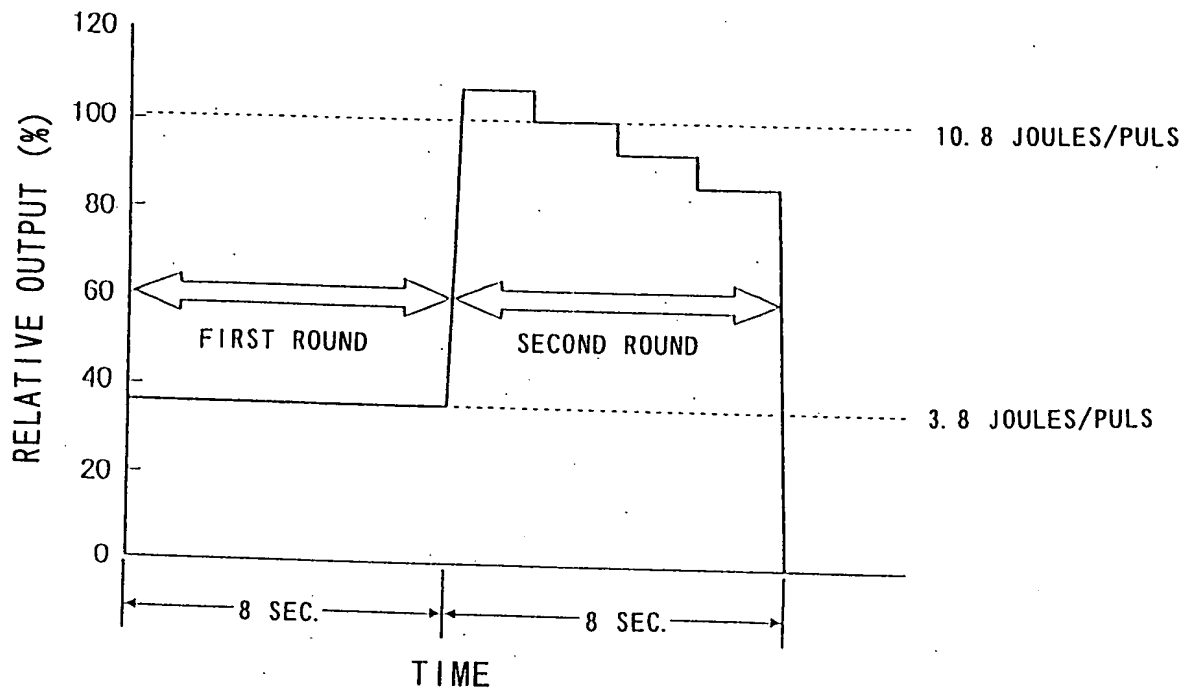 120
100
80
60
40
20
0
RELATIVE OUTPUT (%)
10.8 JOULES/PULS
FIRST ROUND
SECOND ROUND
3.8 JOULES/PULS
8 SEC.
8 SEC.
TIME